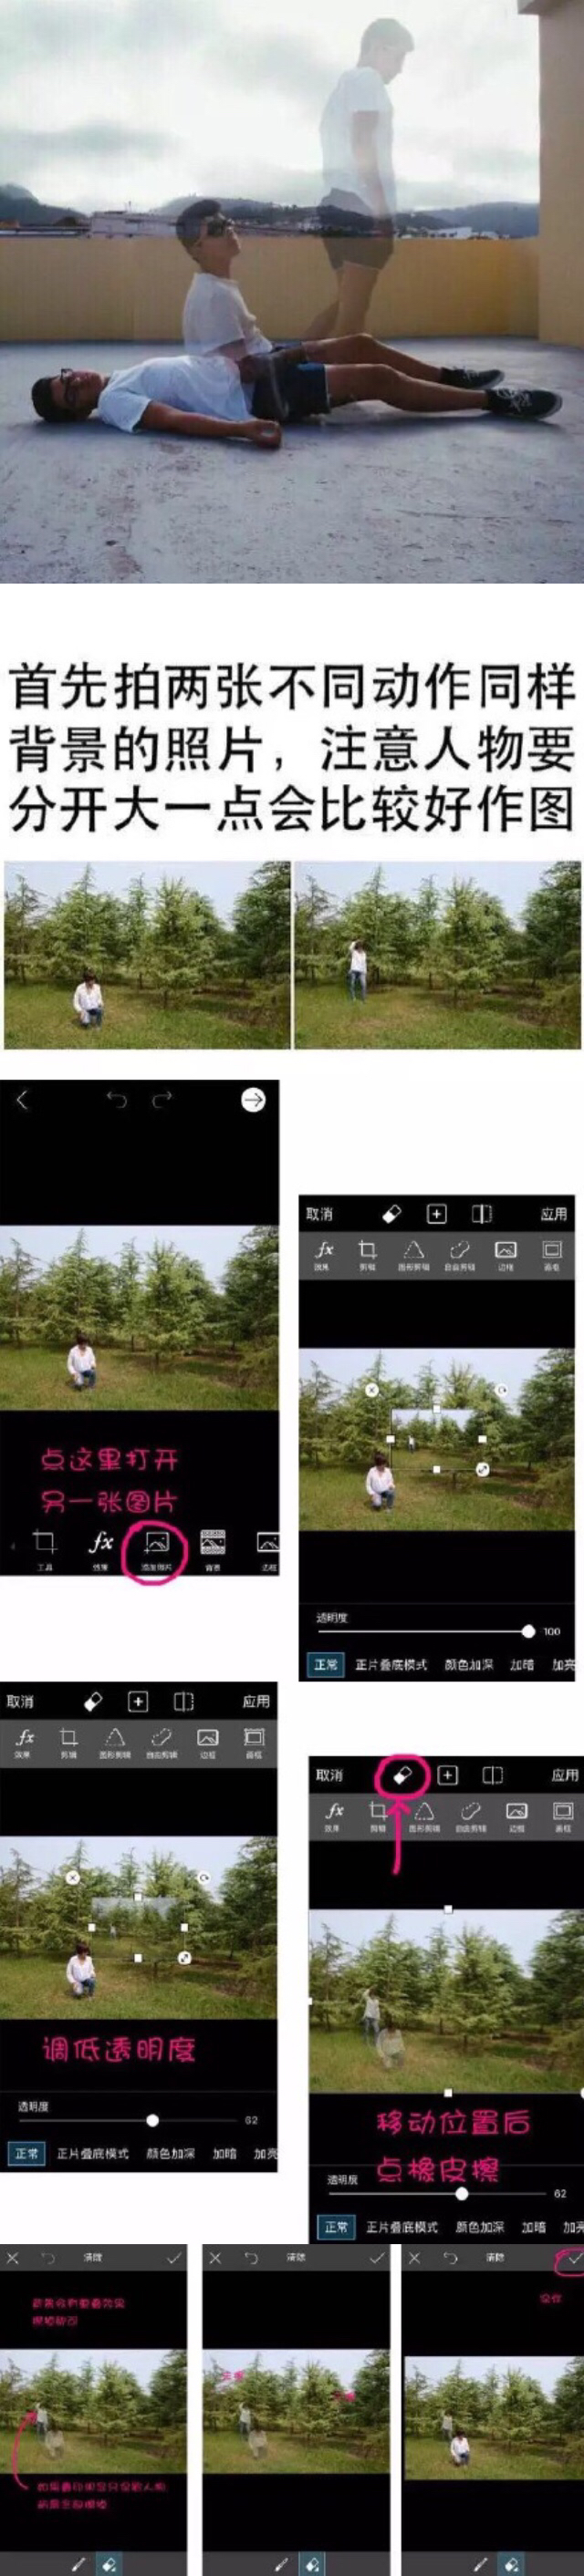 首先拍两张不同动作同样
背景的照片，注意人物要
分开大一点会比较好作图
点这里打开
另一张图片
工具
效果
添加照片
背景
边框
取消
应用
效果
剪辑
图形剪辑
自由剪辑
边框
画框
透明度
100
正常
正片叠底模式
颜色加深
加暗
加亮
取消
应用
效果
剪辑
图形剪辑
自由剪辑
边框
画框
调低透明度
透明度
62
正常
正片叠底模式
颜色加深
加暗
加亮
取消
应用
效果
剪辑
图形剪辑
自由剪辑
边框
画框
移动位置后
点橡皮擦
透明度
62
正常
正片叠底模式
颜色加深
加暗
加亮
清除
清除
清除